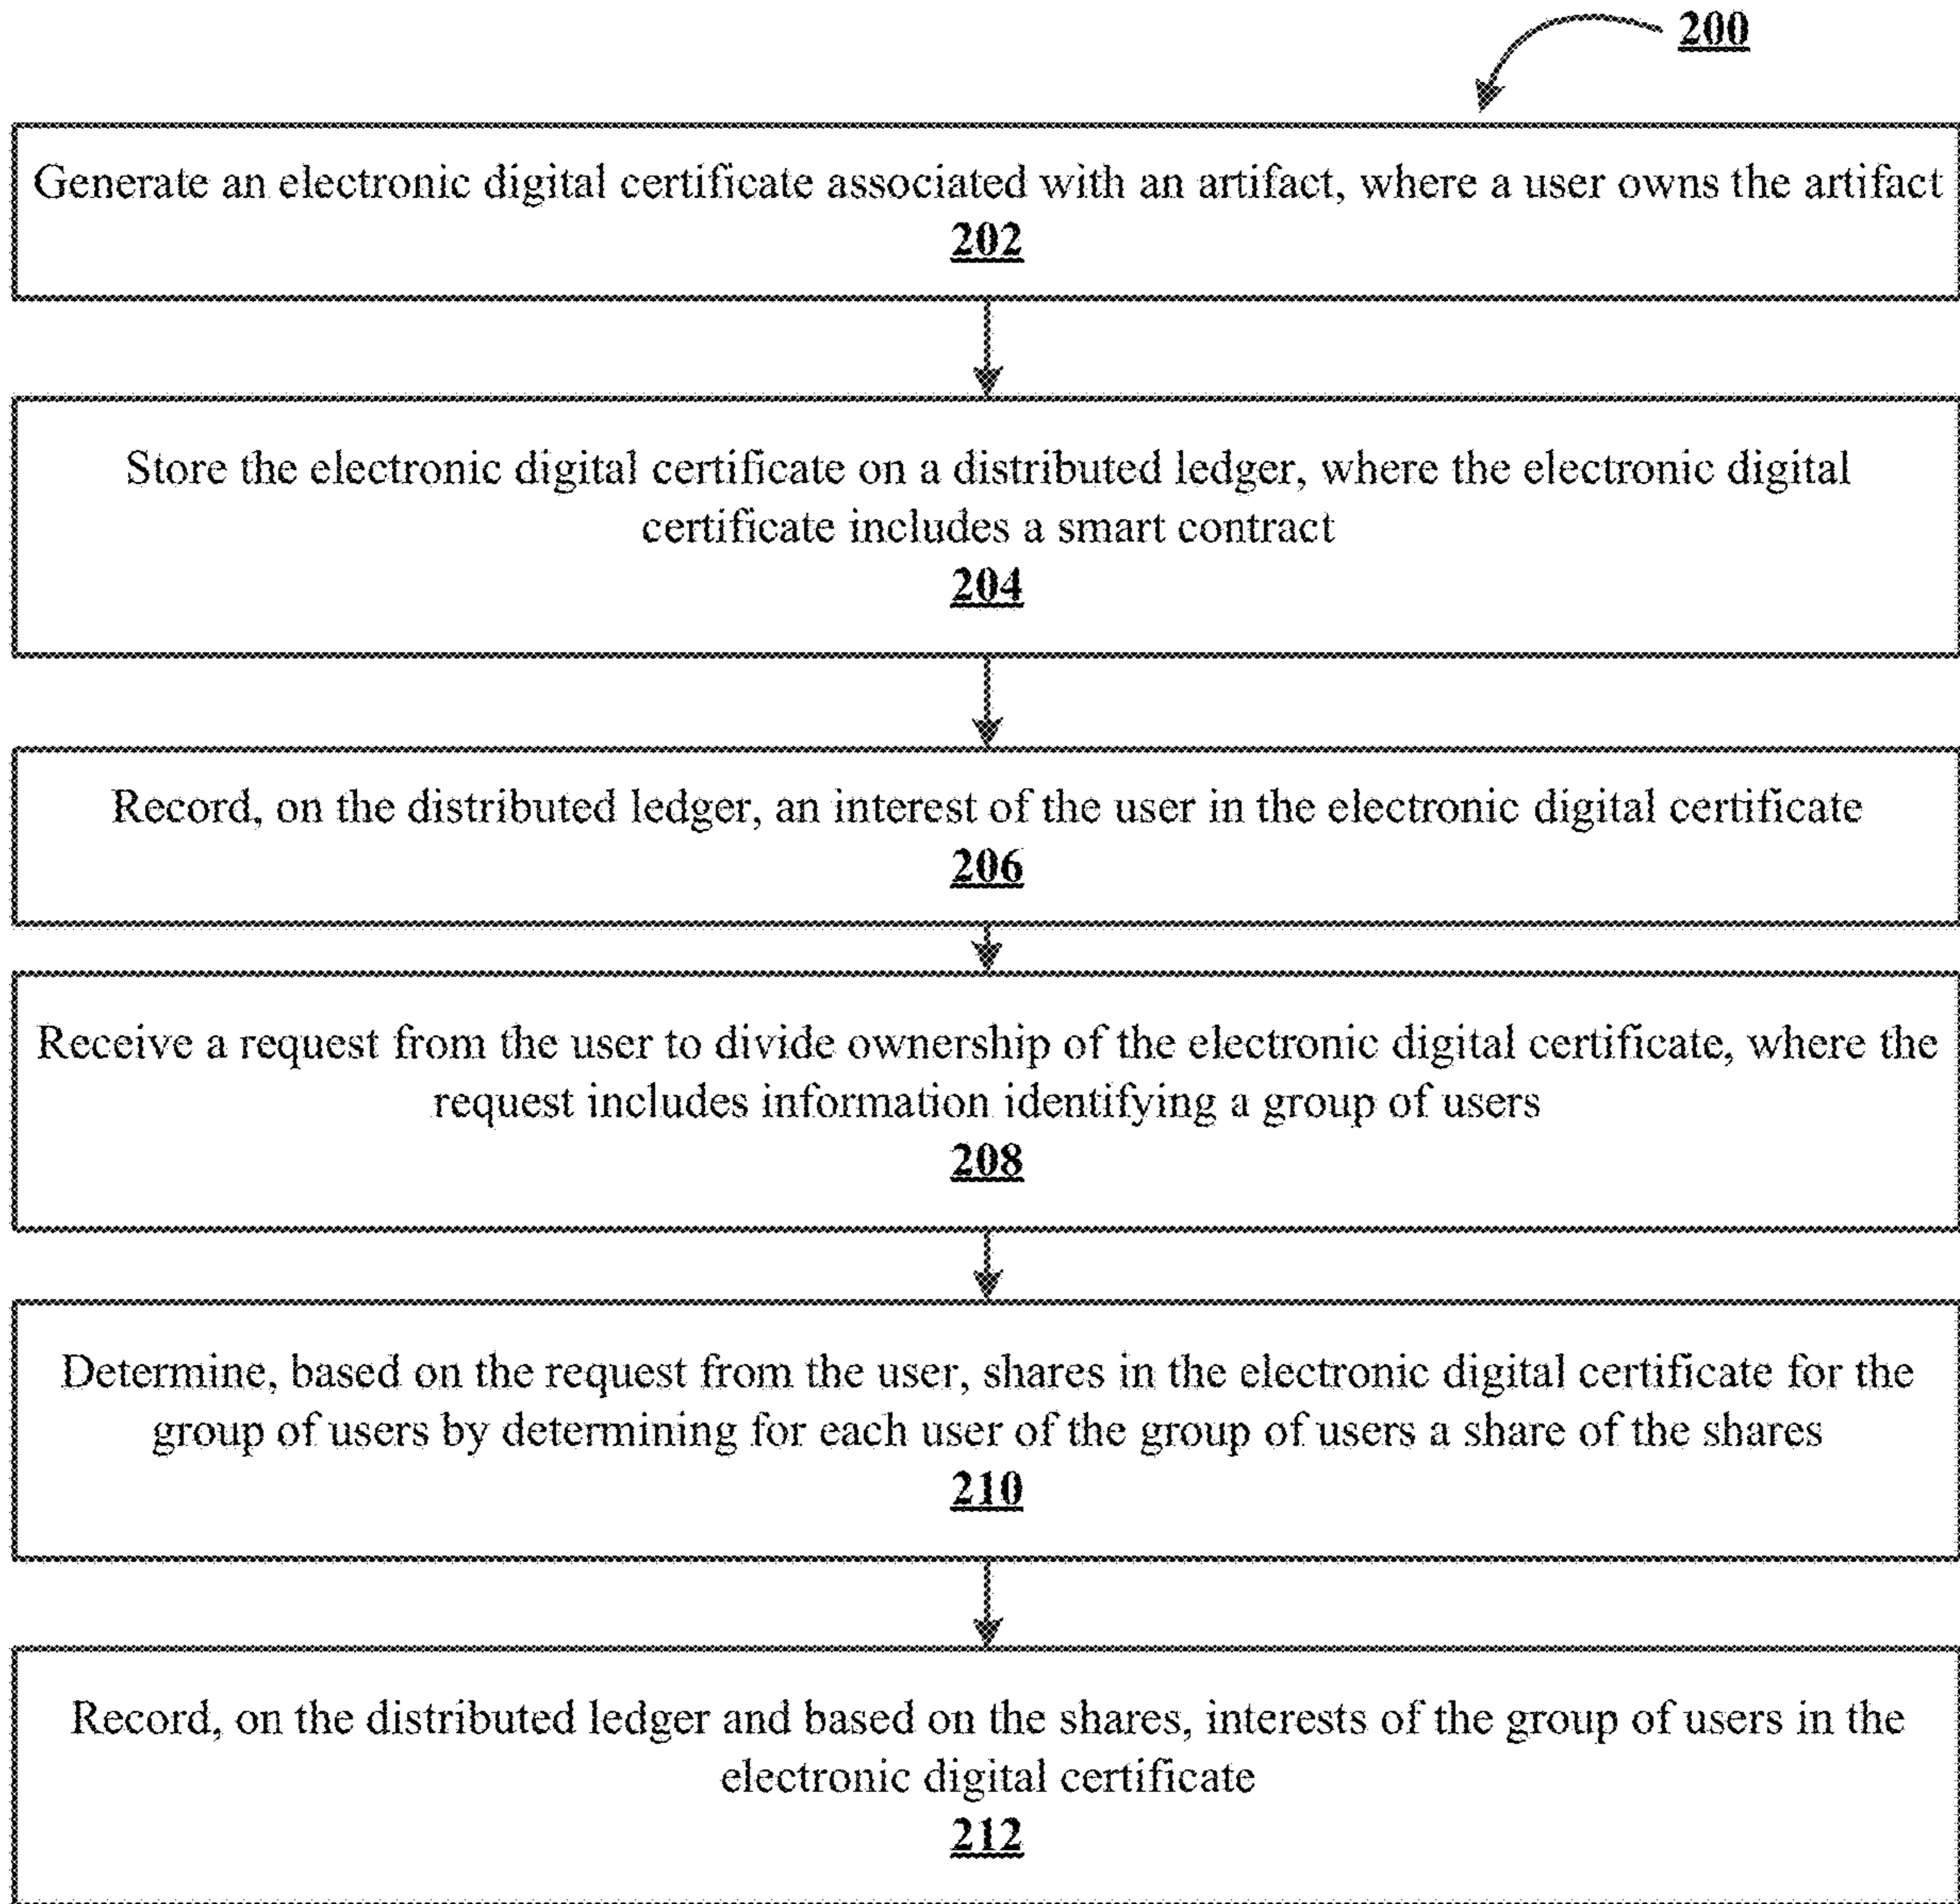 200
Generate an electronic digital certificate associated with an artifact, where a user owns the artifact
202
Store the electronic digital certificate on a distributed ledger, where the electronic digital
certificate includes a smart contract
204
Record, on the distributed ledger, an interest of the user in the electronic digital certificate
206
Receive a request from the user to divide ownership of the electronic digital certificate, where the
request includes information identifying a group of users
208
Determine, based on the request from the user, shares in the electronic digital certificate for the
group of users by determining for each user of the group of users a share of the shares
210
Record, on the distributed ledger and based on the shares, interests of the group of users in the
electronic digital certificate
212